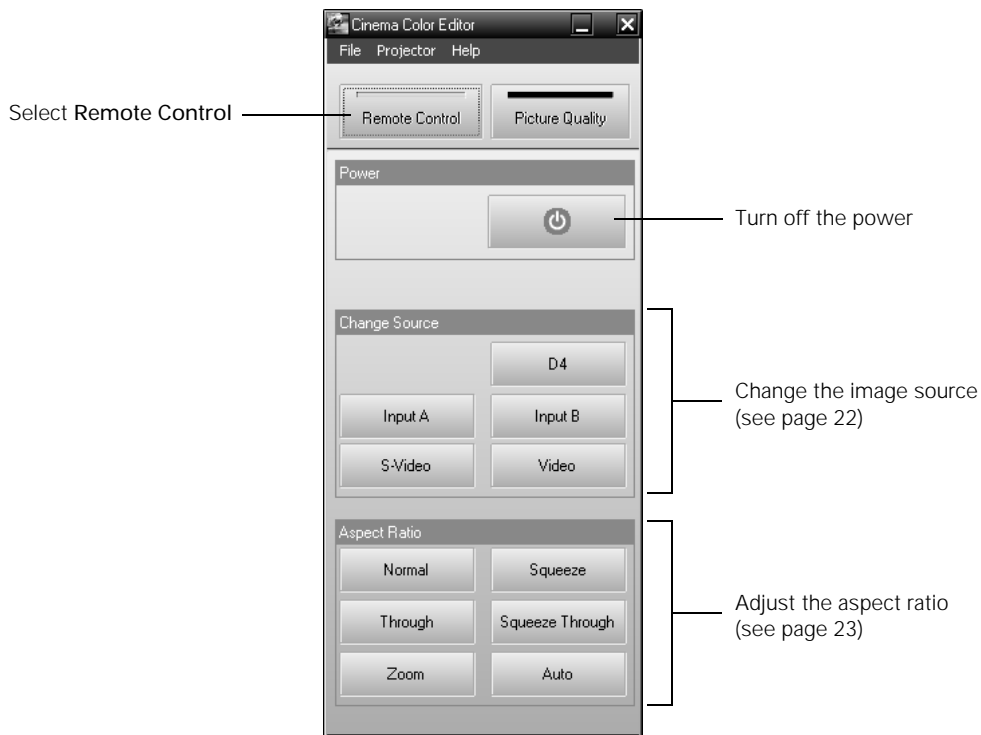 Cinema Color Editor
File Projector Help
Select Remote Control
Remote Control
Picture Quality
Power
Turn off the power
Change Source
D4
Input A
Input B
S-Video
Video
Change the image source
(see page 22)
Aspect Ratio
Normal
Squeeze
Through
Squeeze Through
Zoom
Auto
Adjust the aspect ratio
(see page 23)